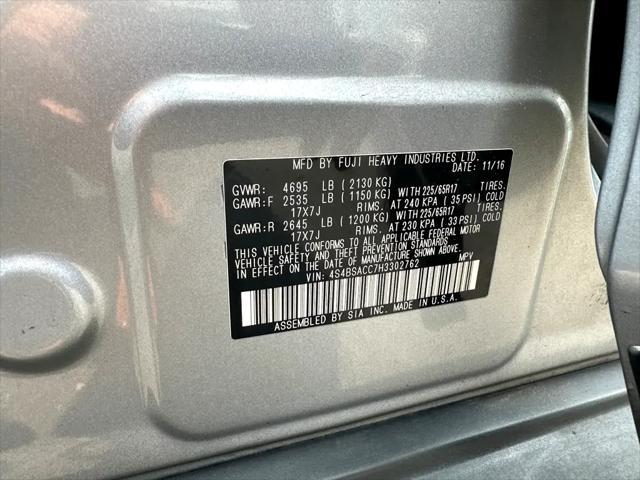 MFD BY FUJI HEAVY INDUSTRIES LTD.
DATE: 11/16
GVWR: 4695 LB (2130 KG)
GAWR:F 2535 LB (1150 KG) WITH 225/65R17 TIRES.
17X7J RIMS. AT 240 KPA (35 PSI) COLD
GAWR:R 2645 LB (1200 KG) WITH 225/65R17 TIRES.
17X7J RIMS. AT 230 KPA (33 PSI) COLD
THIS VEHICLE CONFORMS TO ALL APPLICABLE FEDERAL MOTOR
VEHICLE SAFETY AND THEFT PREVENTION STANDARDS
IN EFFECT ON THE DATE OF MANUFACTURE SHOWN ABOVE.
VIN: 4S4BSACC7H3302762 MPV
ASSEMBLED BY SIA INC. MADE IN U.S.A.